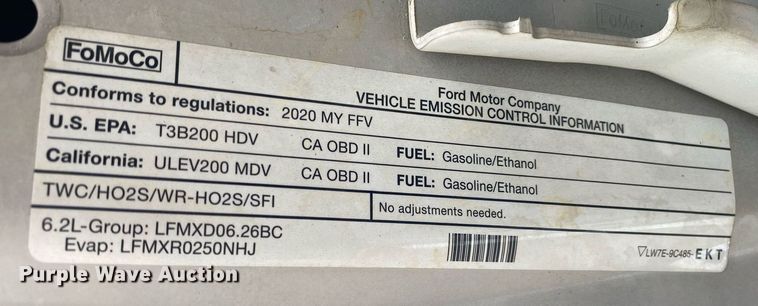 FoMoCo
Ford Motor Company
VEHICLE EMISSION CONTROL INFORMATION
Conforms to regulations: 2020 MY FFV
U.S. EPA: T3B200 HDV CA OBD II FUEL: Gasoline/Ethanol
California: ULEV200 MDV CA OBD II FUEL: Gasoline/Ethanol
TWC/HO2S/WR-HO2S/SFI No adjustments needed.
6.2L-Group: LFMXD06.26BC
Evap: LFMXR0250NHJ
LW7E-9C485-EKT
Purple Wave Auction